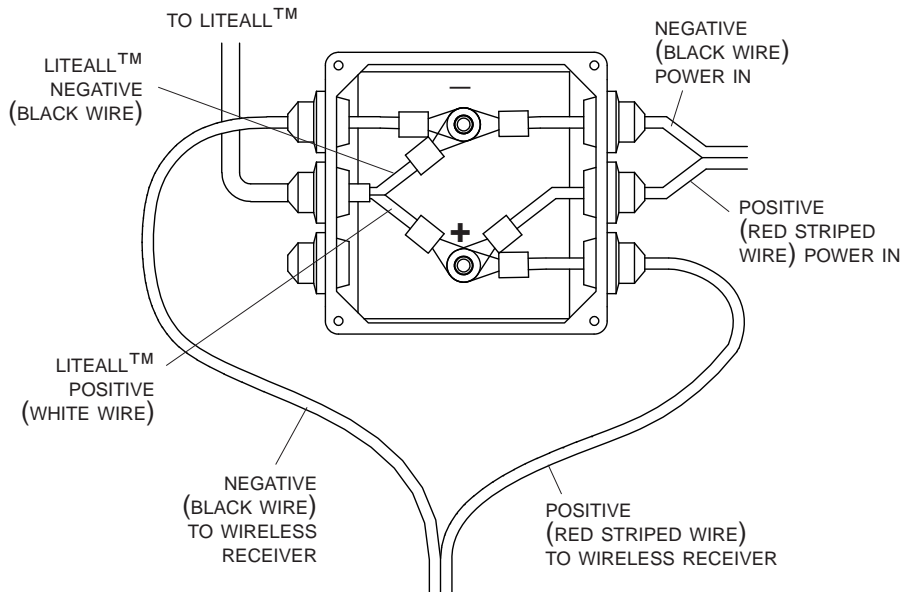 TO LITEALL™
LITEALL™
NEGATIVE
(BLACK WIRE)
NEGATIVE
(BLACK WIRE)
POWER IN
−
+
POSITIVE
(RED STRIPED
WIRE) POWER IN
LITEALL™
POSITIVE
(WHITE WIRE)
NEGATIVE
(BLACK WIRE)
TO WIRELESS
RECEIVER
POSITIVE
(RED STRIPED WIRE)
TO WIRELESS RECEIVER